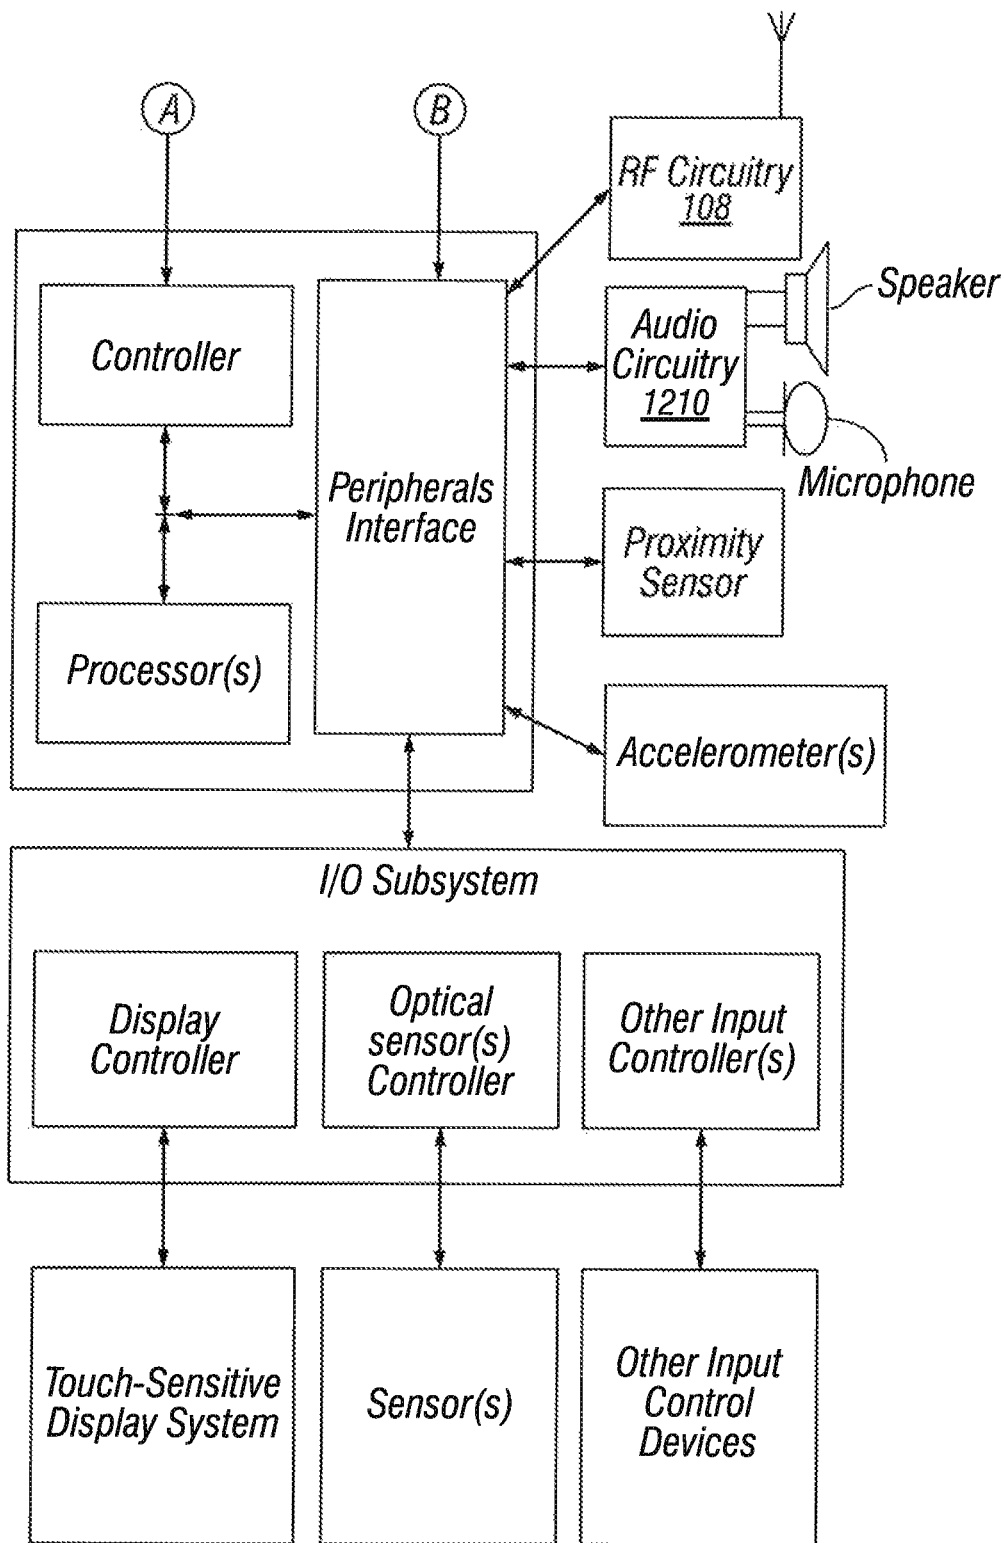 A
B
RF Circuitry
108
Speaker
Controller
Audio
Circuitry
1210
Microphone
Peripherals
Interface
Proximity
Sensor
Processor(s)
Accelerometer(s)
I/O Subsystem
Display
Controller
Optical
sensor(s)
Controller
Other Input
Controller(s)
Touch-Sensitive
Display System
Sensor(s)
Other Input
Control
Devices